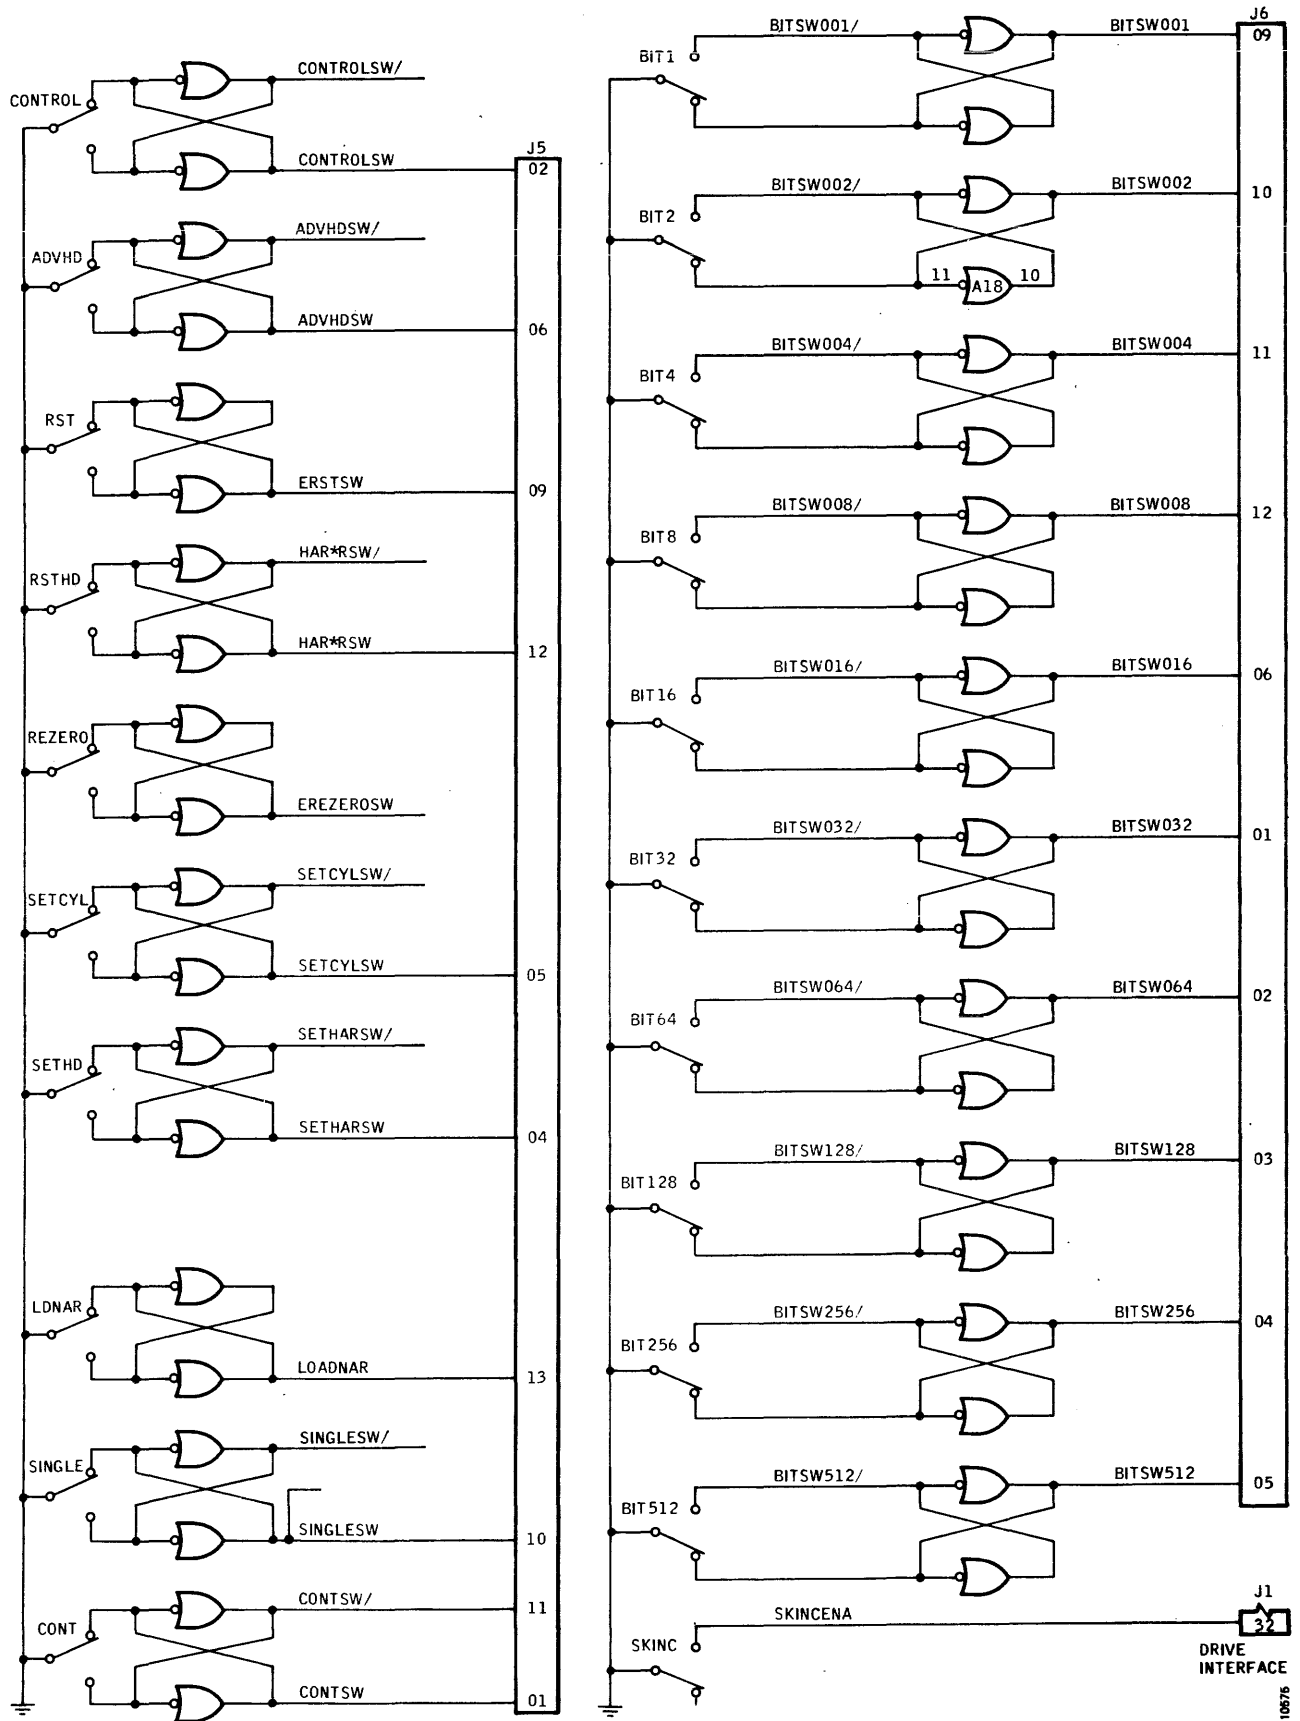 CONTROL
CONTROLSW/
CONTROLSW
J5
02
ADVHD
ADVHDSW/
ADVHDSW
06
RST
ERSTSW
09
RSTHD
HAR*RSW/
HAR*RSW
12
REZERO
EREZEROSW
SETCYL
SETCYLSW/
SETCYLSW
05
SETHD
SETHARSW/
SETHARSW
04
LDNAR
LOADNAR
13
SINGLE
SINGLESW/
SINGLESW
10
CONT
CONTSW/
11
CONTSW
01
BIT1
BITSW001/
BITSW001
J6
09
BIT2
BITSW002/
BITSW002
10
11
A18
10
BIT4
BITSW004/
BITSW004
11
BIT8
BITSW008/
BITSW008
12
BIT16
BITSW016/
BITSW016
06
BIT32
BITSW032/
BITSW032
01
BIT64
BITSW064/
BITSW064
02
BIT128
BITSW128/
BITSW128
03
BIT256
BITSW256/
BITSW256
04
BIT512
BITSW512/
BITSW512
05
SKINC
SKINCENA
J1
32
DRIVE
INTERFACE
10676